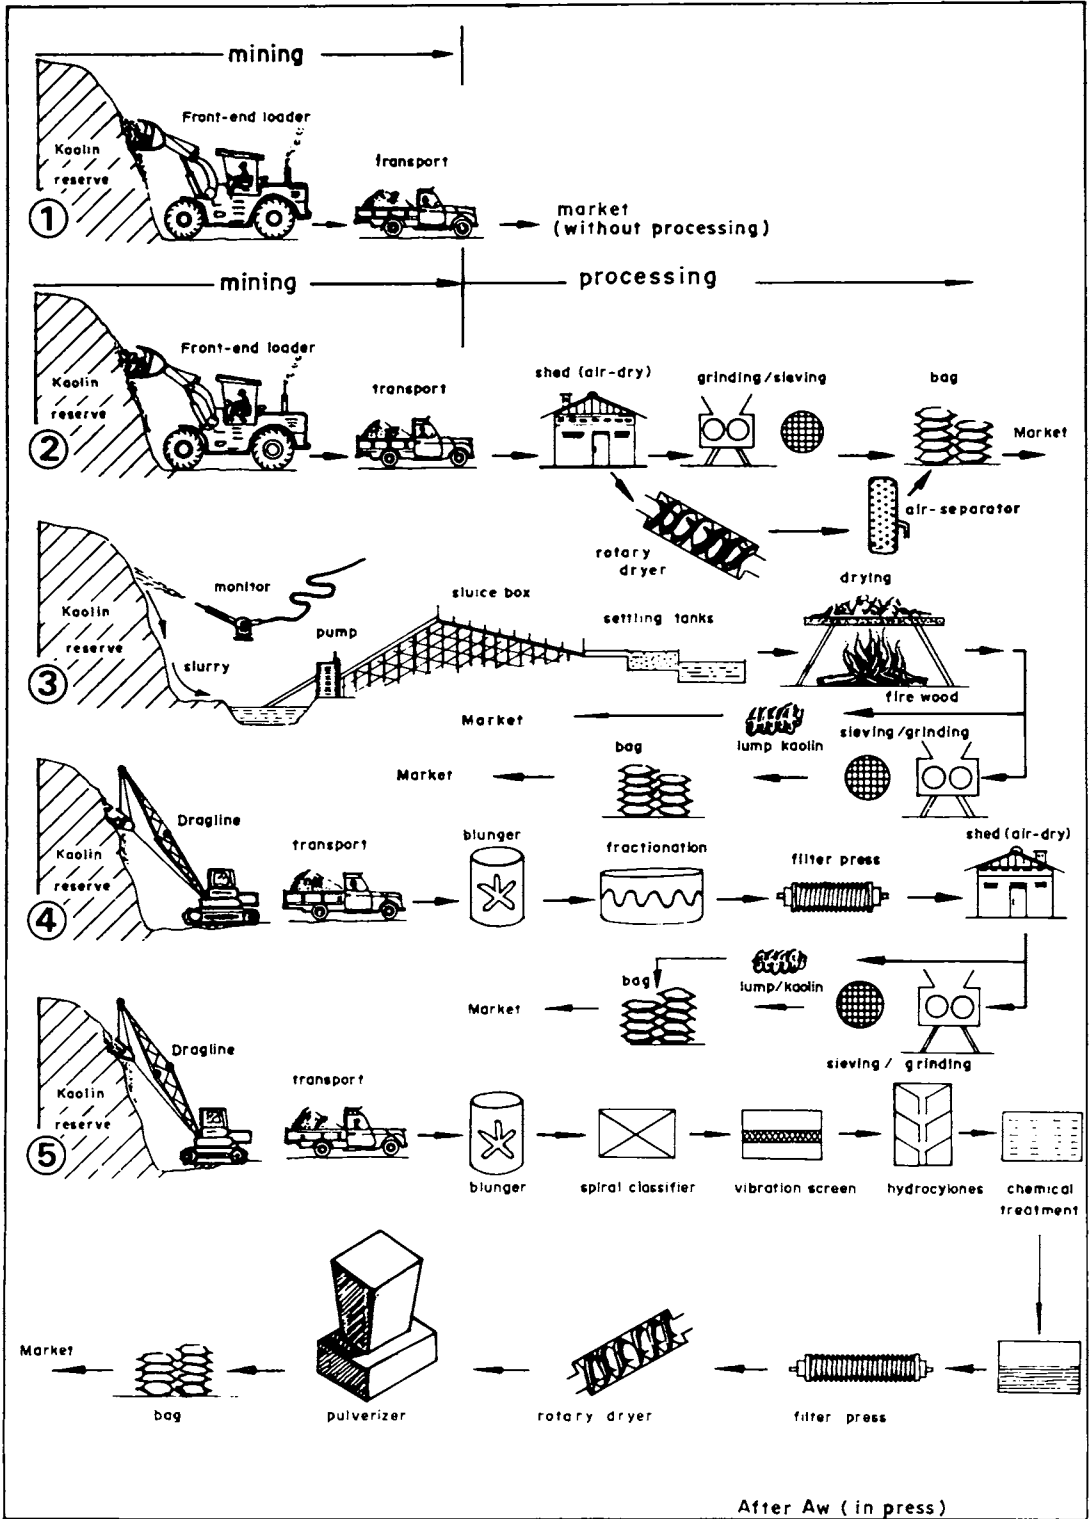 mining
Front-end loader
Kaolin
reserve
transport
1
market
(without processing)
mining
processing
Front-end loader
Kaolin
reserve
transport
shed (air-dry)
grinding/sieving
bag
2
Market
air-separator
rotary
dryer
drying
monitor
sluice box
Kaolin
reserve
pump
settling tanks
slurry
3
fire wood
Market
lump kaolin
sieving/grinding
bag
Market
Dragline
Kaolin
reserve
transport
blunger
fractionation
filter press
shed (air-dry)
4
bag
lump/kaolin
Market
sieving/ grinding
Dragline
Kaolin
reserve
transport
5
blunger
spiral classifier
vibration screen
hydrocylones
chemical
treatment
Market
bag
pulverizer
rotary dryer
filter press
After Aw (in press)